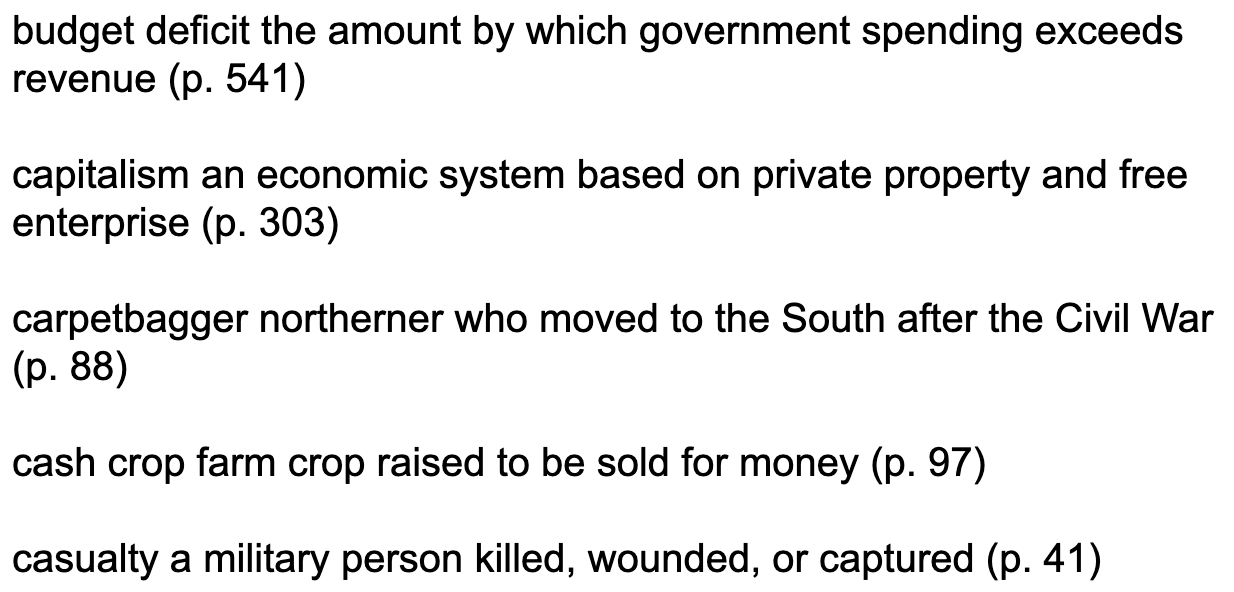 budget deficit the amount by which government spending exceeds
revenue (p. 541)
capitalism an economic system based on private property and free
enterprise (p. 303)
carpetbagger northerner who moved to the South after the Civil War
(p. 88)
cash crop farm crop raised to be sold for money (p. 97)
casualty a military person killed, wounded, or captured (p. 41)